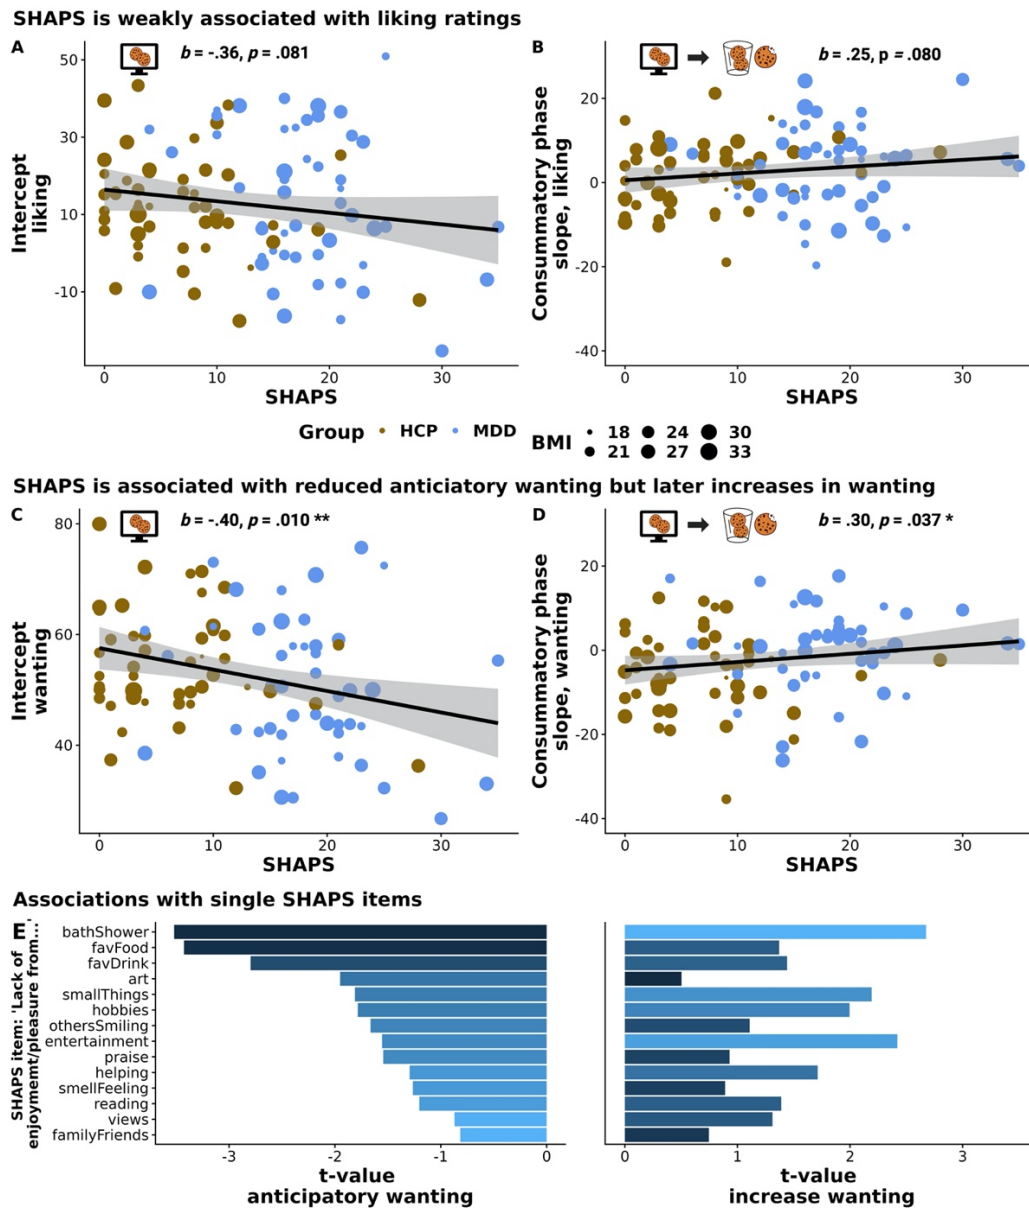 SHAPS is weakly associated with liking ratings
A
b = -.36, p = .081
50
30
10
-10
Intercept
liking
0
10
20
30
SHAPS
B
b = .25, p = .080
20
0
-20
-40
Consummatory phase
slope, liking
0
10
20
30
SHAPS
Group HCP MDD
BMI 18 24 30
21 27 33
SHAPS is associated with reduced anticiatory wanting but later increases in wanting
C
b = -.40, p = .010 **
80
60
40
Intercept
wanting
0
10
20
30
SHAPS
D
b = .30, p = .037 *
20
0
-20
-40
Consummatory phase
slope, wanting
0
10
20
30
SHAPS
Associations with single SHAPS items
E
SHAPS item: 'Lack of
enjoymemt/pleasure from...'
bathShower
favFood
favDrink
art
smallThings
hobbies
othersSmiling
entertainment
praise
helping
smellFeeling
reading
views
familyFriends
-3
-2
-1
0
t-value
anticipatory wanting
0
1
2
3
t-value
increase wanting